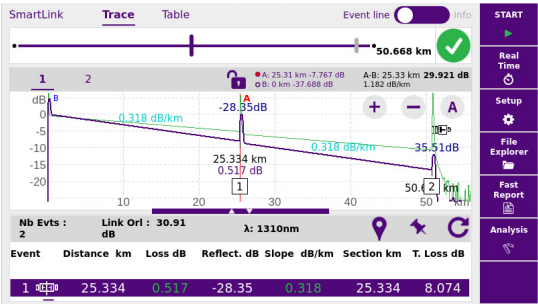 SmartLink Trace Table Event line Info
START
50.668 km
Real
Time
1 2
A: 25.31 km -7.767 dB
B: 0 km -37.688 dB
A-B: 25.33 km 29.921 dB
1.182 dB/km
Setup
dB B A
-28.35dB
+ − A
0
0.318 dB/km
-5
-10
0.318 dB/km
-35.51dB
-15
25.334 km
0.517 dB
-20
1
2
10 20 30 40 50 km
File
Explorer
Fast
Report
Analysis
Nb Evts :
2
Link Orl : 30.91
dB
λ: 1310nm
Event Distance km Loss dB Reflect. dB Slope dB/km Section km T. Loss dB
1 25.334 0.517 -28.35 0.318 25.334 8.074